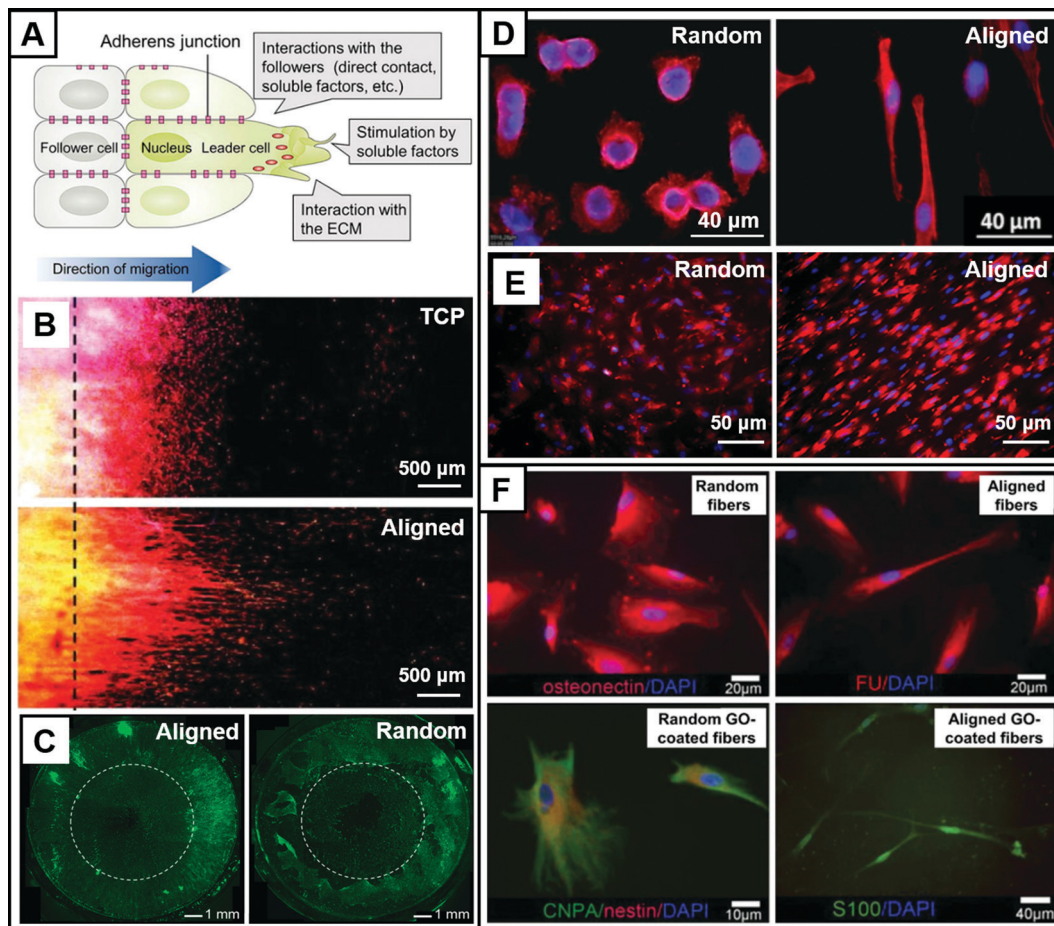 A
Adherens junction
Interactions with the
followers (direct contact,
soluble factors, etc.)
Follower cell
Nucleus
Leader cell
Stimulation by
soluble factors
Interaction with
the ECM
Direction of migration
B
TCP
500 µm
Aligned
500 µm
C
Aligned
1 mm
Random
1 mm
D
Random
40 µm
Aligned
40 µm
E
Random
50 µm
Aligned
50 µm
F
Random
fibers
osteonectin/DAPI
20µm
Aligned
fibers
FU/DAPI
20µm
Random GO-
coated fibers
CNPA/nestin/DAPI
10µm
Aligned GO-
coated fibers
S100/DAPI
40µm